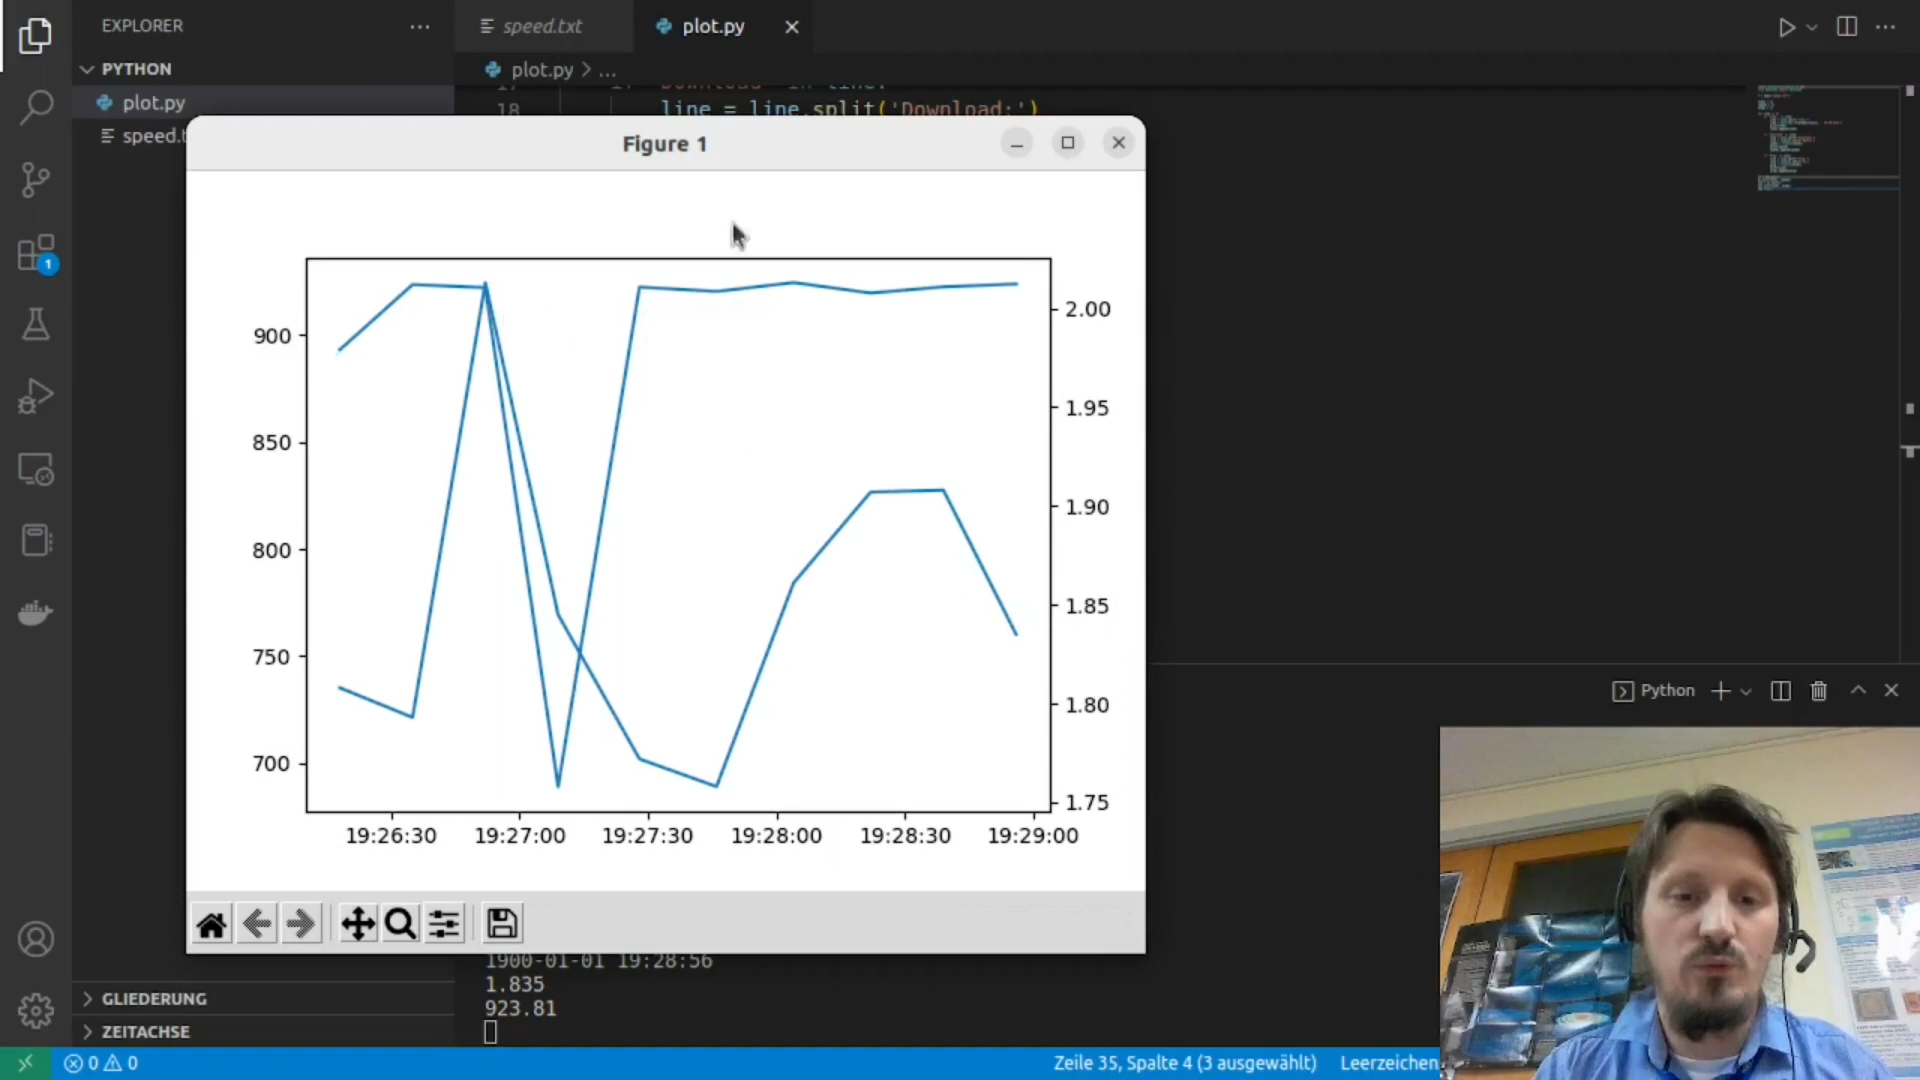 EXPLORER
speed.txt
plot.py
PYTHON
plot.py > ...
plot.py
18
line = line.split('Download:')
speed.t
Figure 1
900
850
800
750
700
2.00
1.95
1.90
1.85
1.80
1.75
19:26:30
19:27:00
19:27:30
19:28:00
19:28:30
19:29:00
1
Python
1900-01-01 19:28:56
1.835
923.81
GLIEDERUNG
ZEITACHSE
0 0
Zeile 35, Spalte 4 (3 ausgewählt)
Leerzeichen